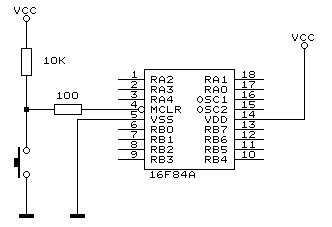 VCC
VCC
10K
100
1 RA2 RA1 18
2 RA3 RA0 17
3 RA4 OSC1 16
4 MCLR OSC2 15
5 VSS VDD 14
6 RB0 RB7 13
7 RB1 RB6 12
8 RB2 RB5 11
9 RB3 RB4 10
16F84A